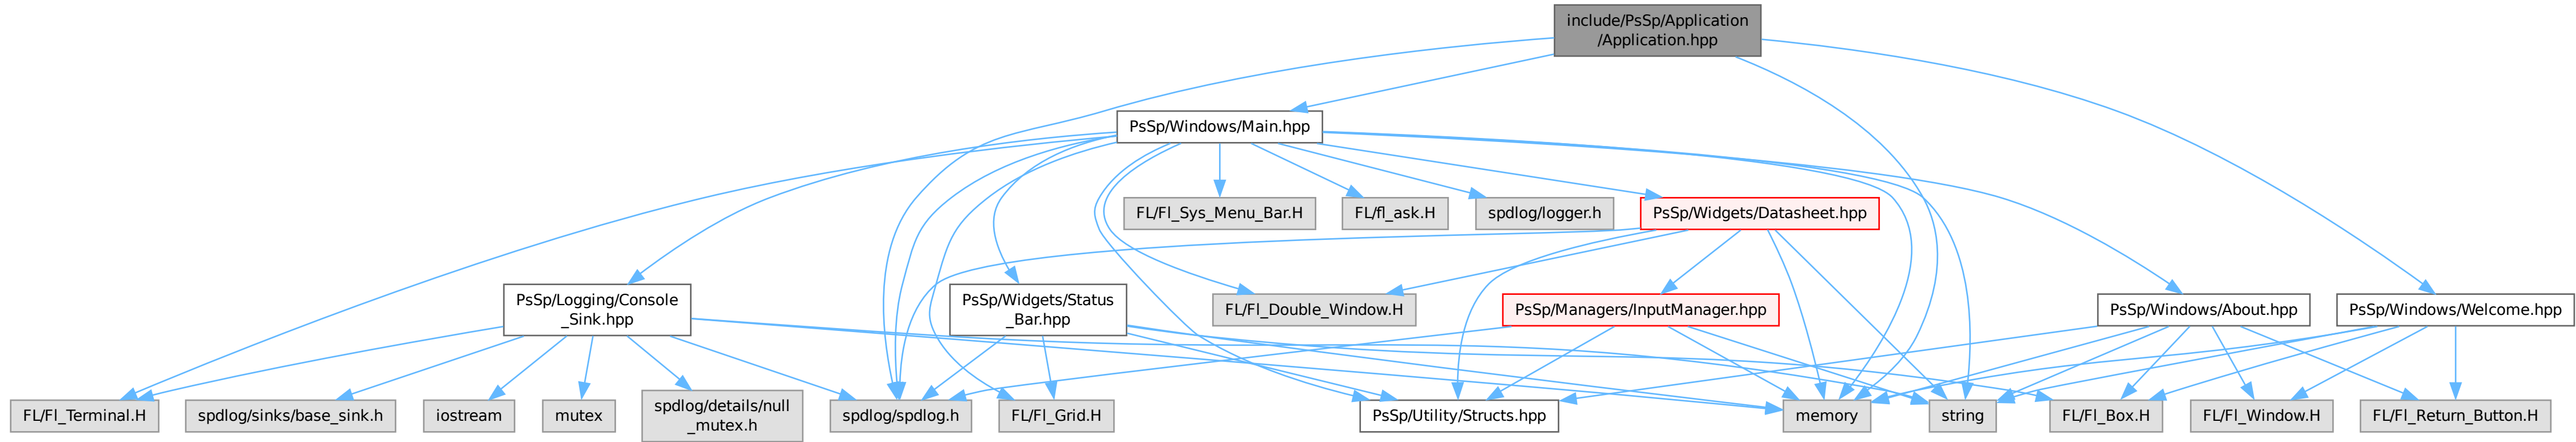 include/PsSp/Application
/Application.hpp
PsSp/Windows/Main.hpp
FL/Fl_Sys_Menu_Bar.H
FL/fl_ask.H
spdlog/logger.h
PsSp/Widgets/Datasheet.hpp
PsSp/Logging/Console
_Sink.hpp
PsSp/Widgets/Status
_Bar.hpp
FL/Fl_Double_Window.H
PsSp/Managers/InputManager.hpp
PsSp/Windows/About.hpp
PsSp/Windows/Welcome.hpp
FL/Fl_Terminal.H
spdlog/sinks/base_sink.h
iostream
mutex
spdlog/details/null
_mutex.h
spdlog/spdlog.h
FL/Fl_Grid.H
PsSp/Utility/Structs.hpp
memory
string
FL/Fl_Box.H
FL/Fl_Window.H
FL/Fl_Return_Button.H